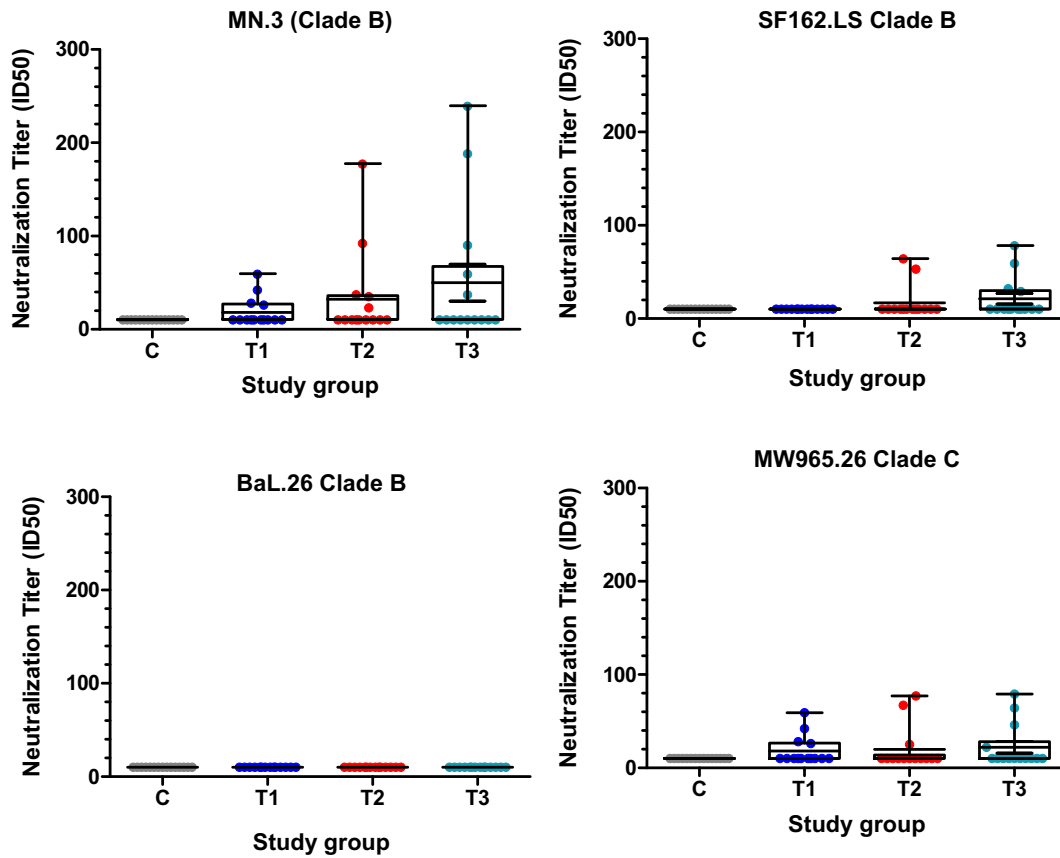 MN.3 (Clade B)
Neutralization Titer (ID50)
300
200
100
0
C T1 T2 T3
Study group
SF162.LS Clade B
Neutralization Titer (ID50)
300
200
100
0
C T1 T2 T3
Study group
BaL.26 Clade B
Neutralization Titer (ID50)
300
200
100
0
C T1 T2 T3
Study group
MW965.26 Clade C
Neutralization Titer (ID50)
300
200
100
0
C T1 T2 T3
Study group